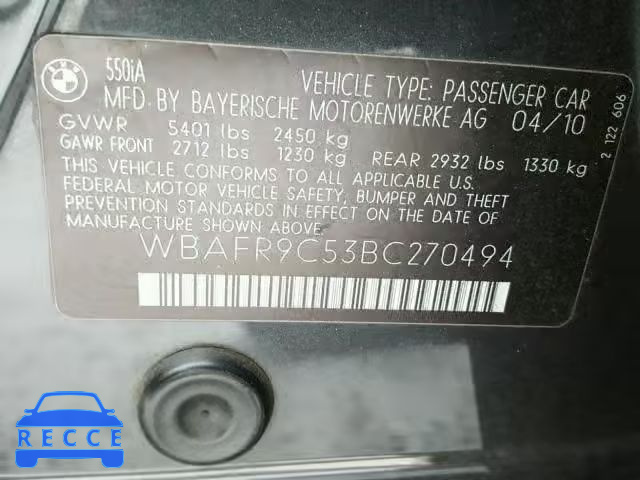 BMW
550iA
VEHICLE TYPE: PASSENGER CAR
MFD. BY BAYERISCHE MOTORENWERKE AG 04/10
GVWR 5401 lbs 2450 kg
GAWR FRONT 2712 lbs 1230 kg REAR 2932 lbs 1330 kg
THIS VEHICLE CONFORMS TO ALL APPLICABLE U.S.
FEDERAL MOTOR VEHICLE SAFETY, BUMPER AND THEFT
PREVENTION STANDARDS IN EFFECT ON THE DATE OF
MANUFACTURE SHOWN ABOVE.
WBAFR9C53BC270494
2 122 606
RECCE